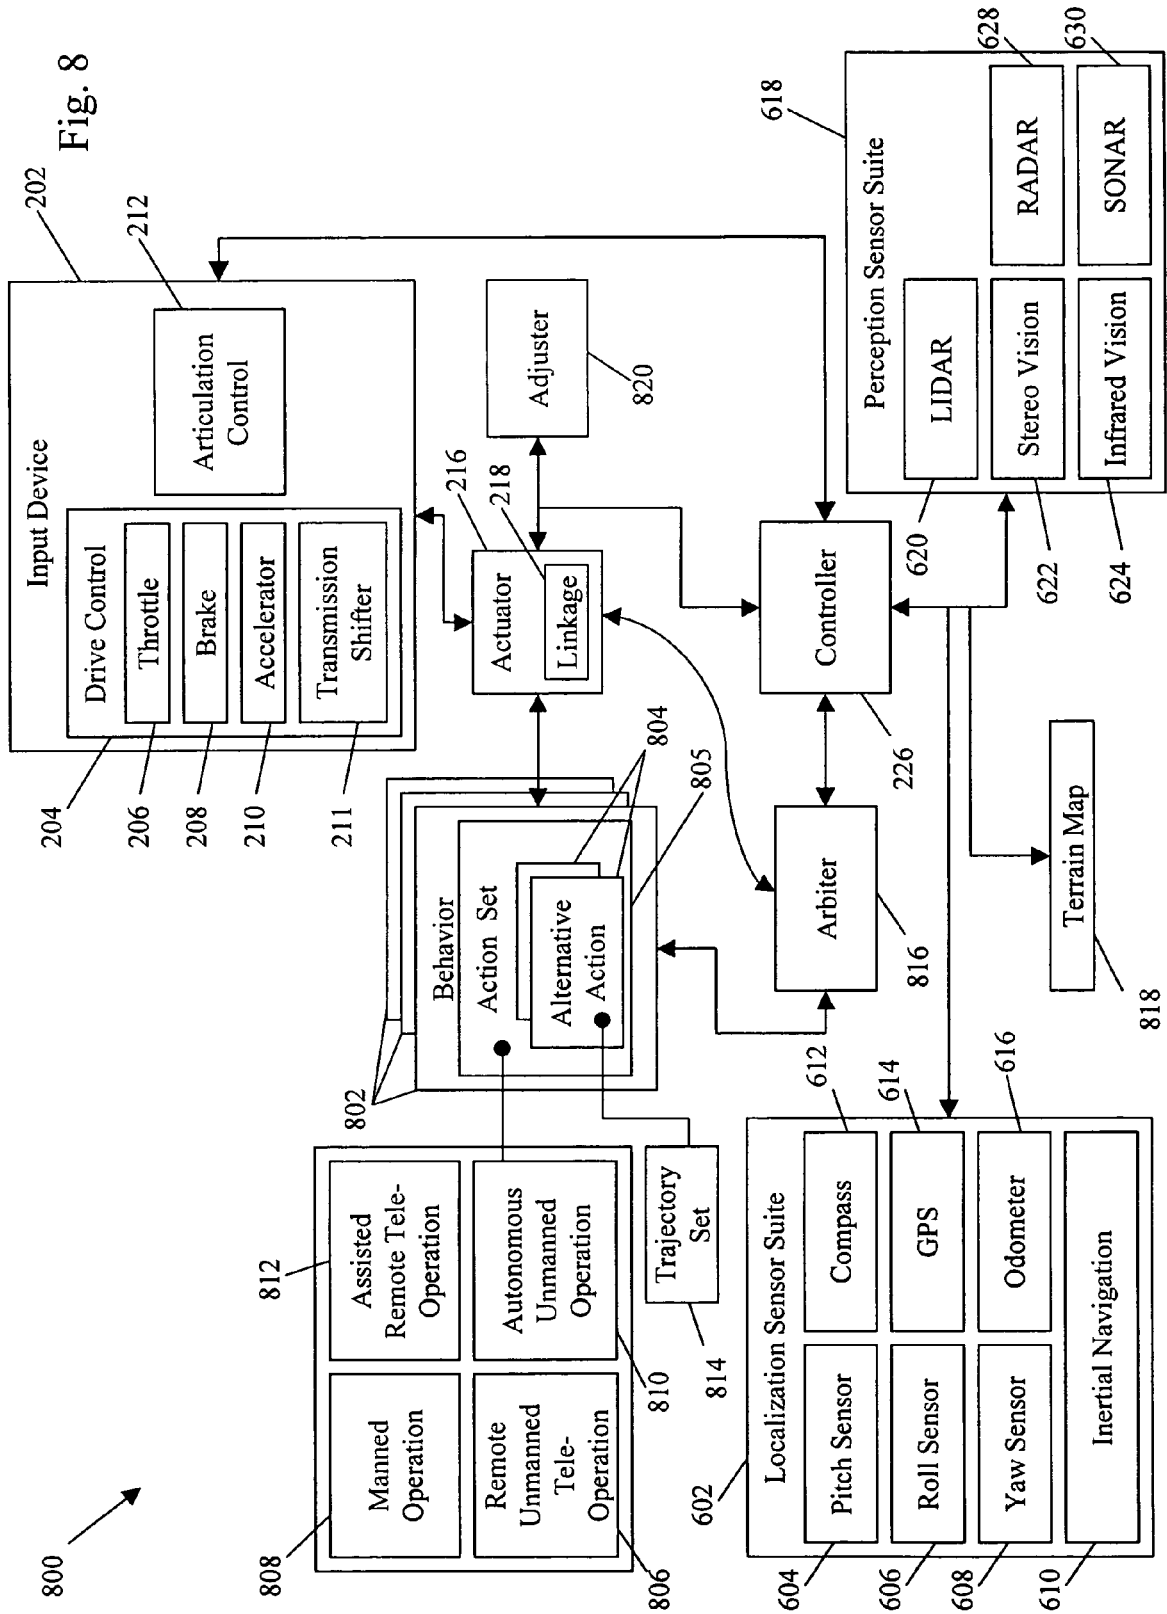 Fig. 8
800
202
Input Device
204
Drive Control
206
Throttle
208
Brake
210
Accelerator
211
Transmission
Shifter
212
Articulation
Control
808
Manned
Operation
812
Assisted
Remote Tele-
Operation
806
Remote
Unmanned
Tele-
Operation
810
Autonomous
Unmanned
Operation
814
Trajectory
Set
802
Behavior
Action Set
Alternative
Action
804
805
Actuator
216
218
Linkage
Adjuster
820
Arbiter
816
Controller
226
Terrain Map
818
602
Localization Sensor Suite
604
Pitch Sensor
606
Roll Sensor
608
Yaw Sensor
610
Inertial Navigation
612
Compass
614
GPS
616
Odometer
618
Perception Sensor Suite
620
LIDAR
622
Stereo Vision
624
Infrared Vision
628
RADAR
630
SONAR